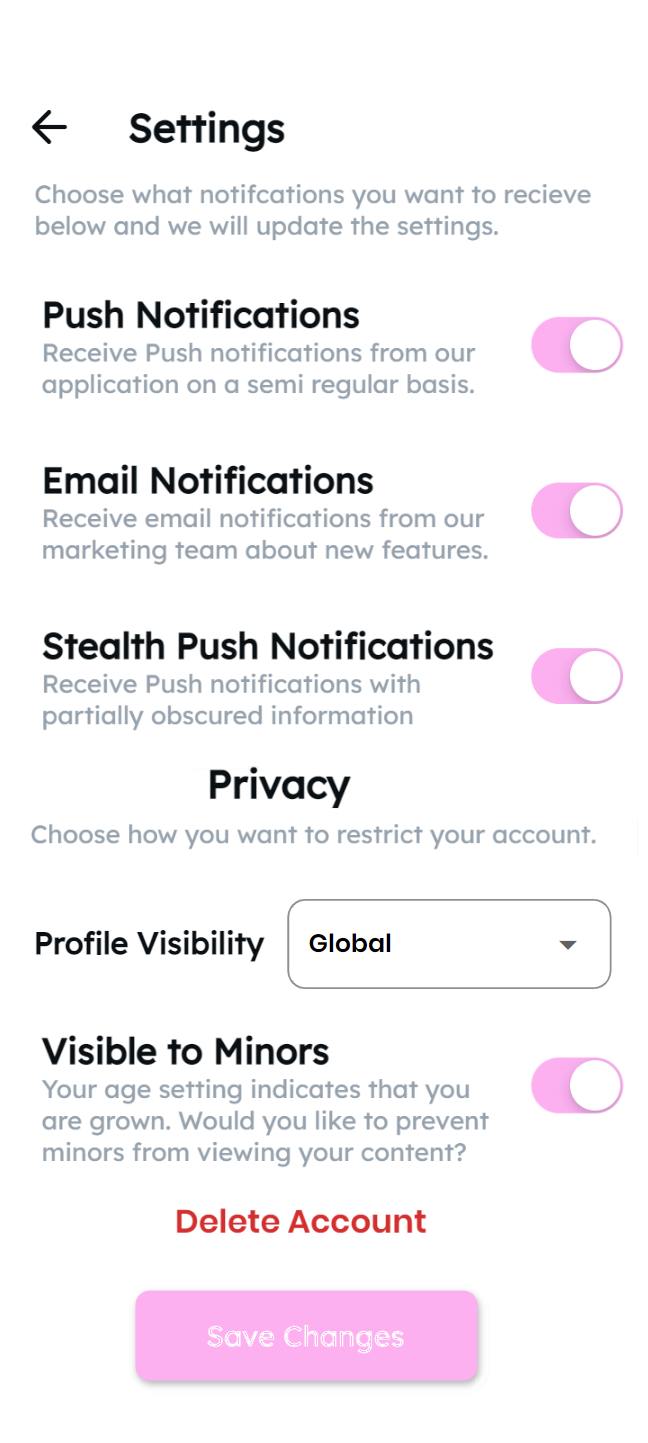 Settings
Choose what notifcations you want to recieve
below and we will update the settings.
Push Notifications
Receive Push notifications from our
application on a semi regular basis.
Email Notifications
Receive email notifications from our
marketing team about new features.
Stealth Push Notifications
Receive Push notifications with
partially obscured information
Privacy
Choose how you want to restrict your account.
Profile Visibility Global
Visible to Minors
Your age setting indicates that you
are grown. Would you like to prevent
minors from viewing your content?
Delete Account
Save Changes